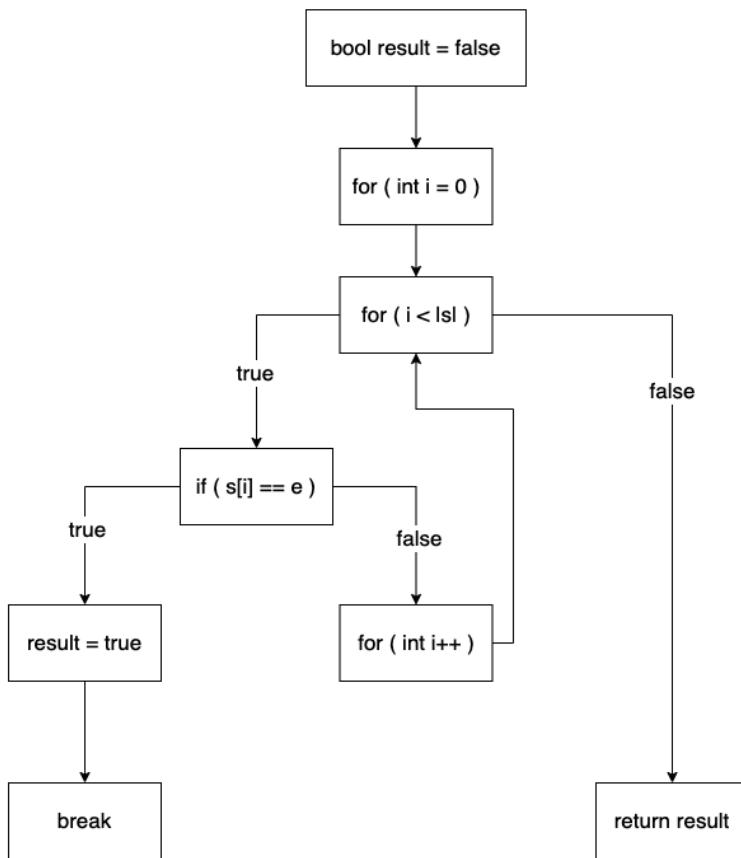 bool result = false
for ( int i = 0 )
for ( i < |s| )
true
false
if ( s[i] == e )
true
false
result = true
for ( int i++ )
break
return result